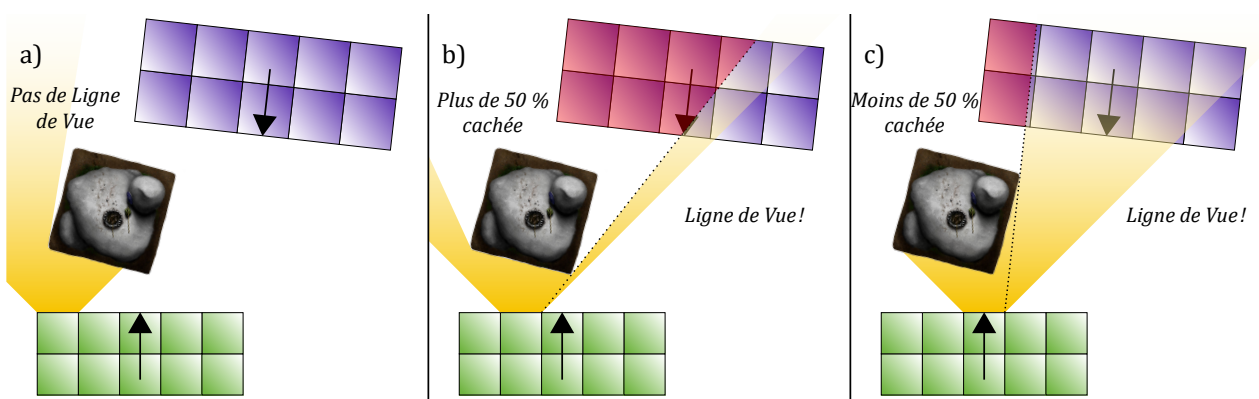 a)
Pas de Ligne
de Vue
b)
Plus de 50 %
cachée
Ligne de Vue !
c)
Moins de 50 %
cachée
Ligne de Vue !